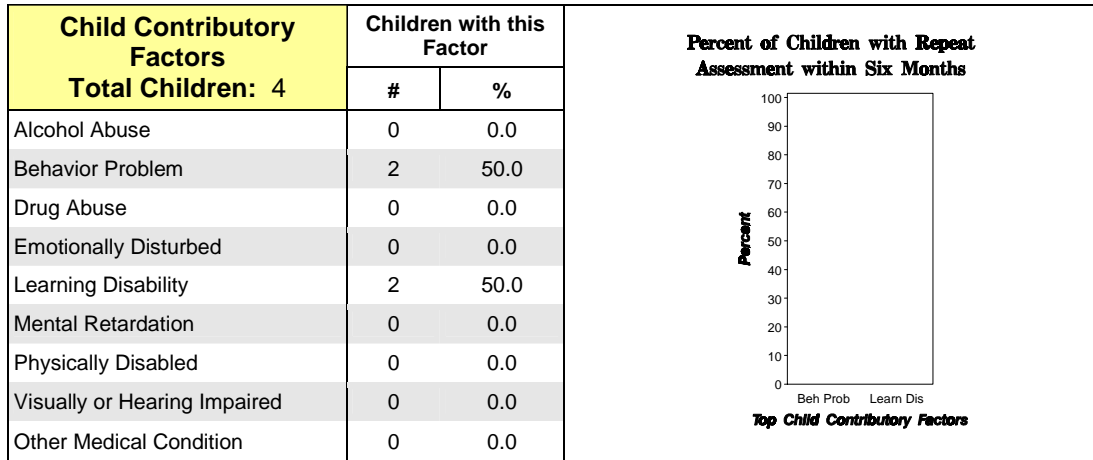 Child Contributory
Factors
Total Children: 4
Children with this
Factor
# %
Alcohol Abuse 0 0.0
Behavior Problem 2 50.0
Drug Abuse 0 0.0
Emotionally Disturbed 0 0.0
Learning Disability 2 50.0
Mental Retardation 0 0.0
Physically Disabled 0 0.0
Visually or Hearing Impaired 0 0.0
Other Medical Condition 0 0.0
Percent of Children with Repeat
Assessment within Six Months
100
90
80
70
60
50
40
30
20
10
0
Percent
Beh Prob Learn Dis
Top Child Contributory Factors